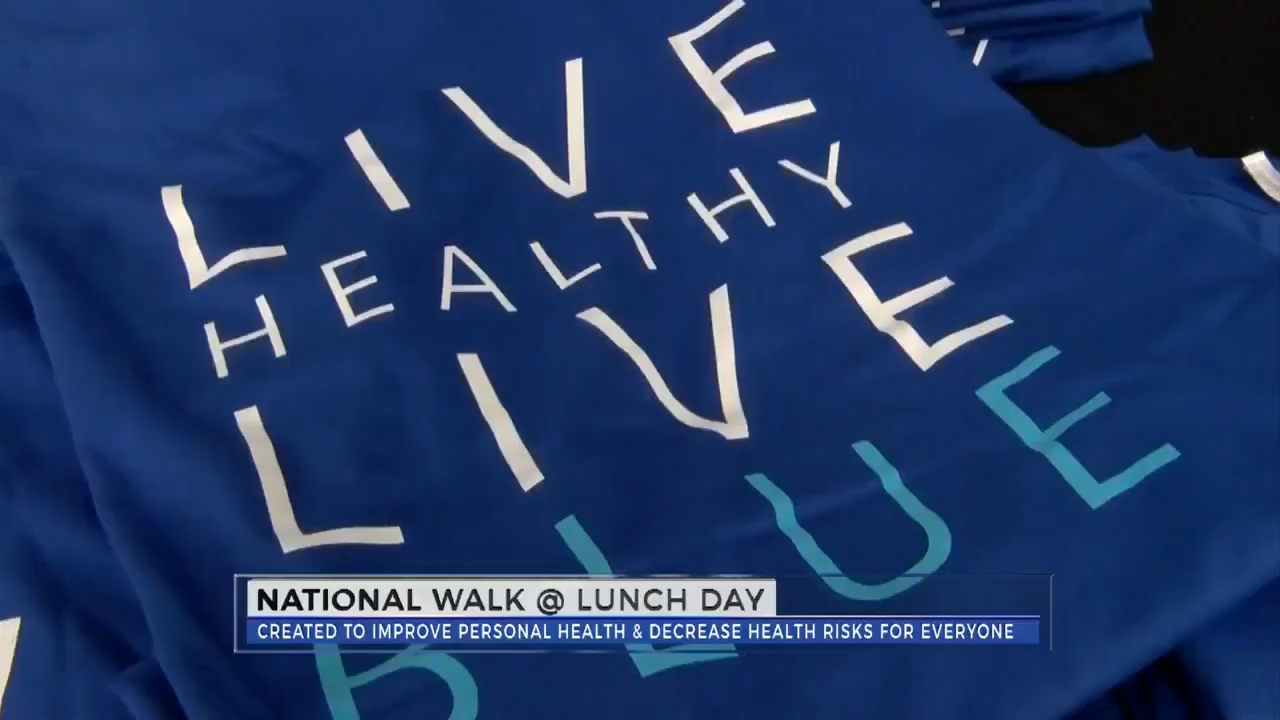 LIVE
HEALTHY
LIVE
BLUE
NATIONAL WALK @ LUNCH DAY
CREATED TO IMPROVE PERSONAL HEALTH & DECREASE HEALTH RISKS FOR EVERYONE